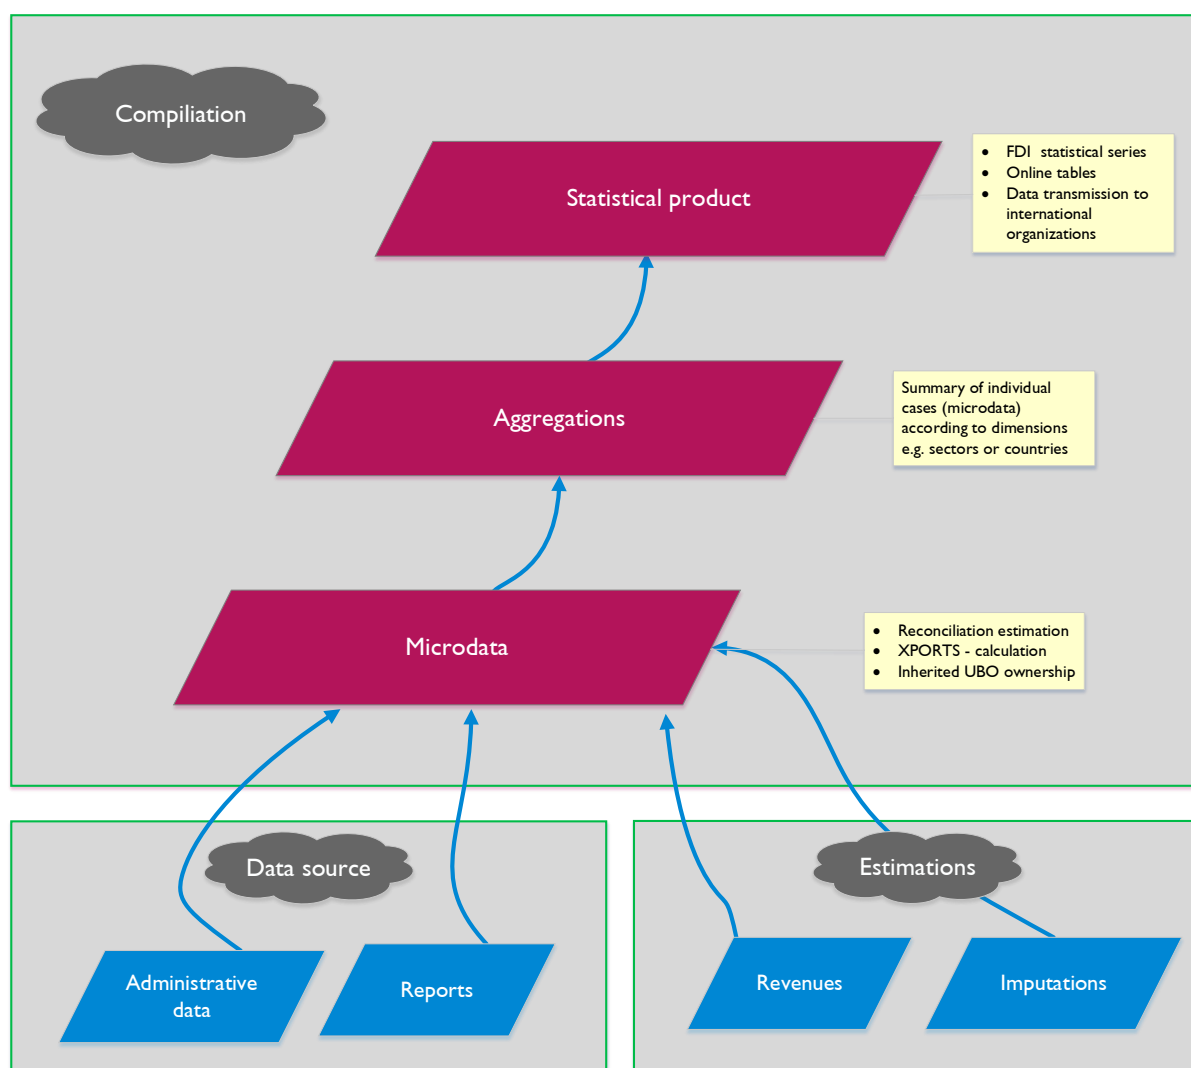 Compiliation
Statistical product
• FDI  statistical series
• Online tables
• Data transmission to
international
organizations
Aggregations
Summary of individual
cases (microdata)
according to dimensions
e.g. sectors or countries
Microdata
• Reconciliation estimation
• XPORTS - calculation
• Inherited UBO ownership
Data source
Administrative
data
Reports
Estimations
Revenues
Imputations